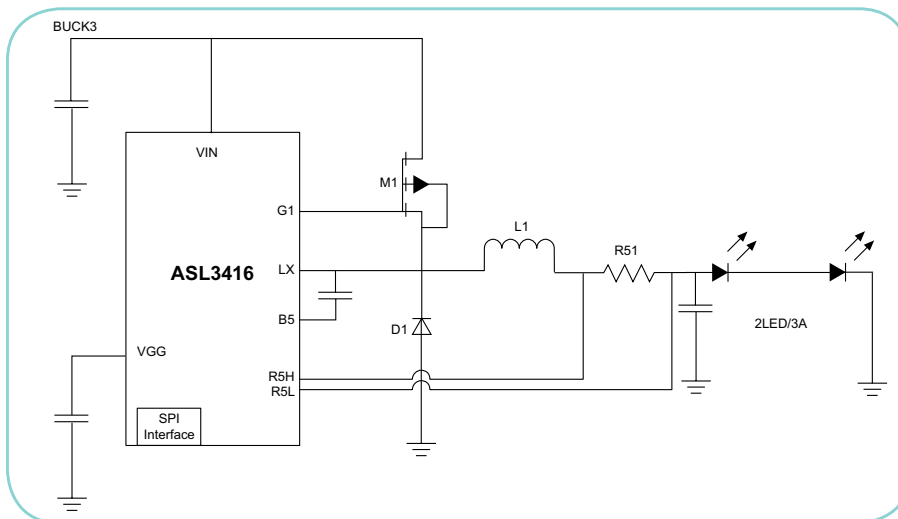 BUCK3
VIN
M1
G1
L1
R51
ASL3416
LX
B5
D1
2LED/3A
VGG
R5H
R5L
SPI
Interface